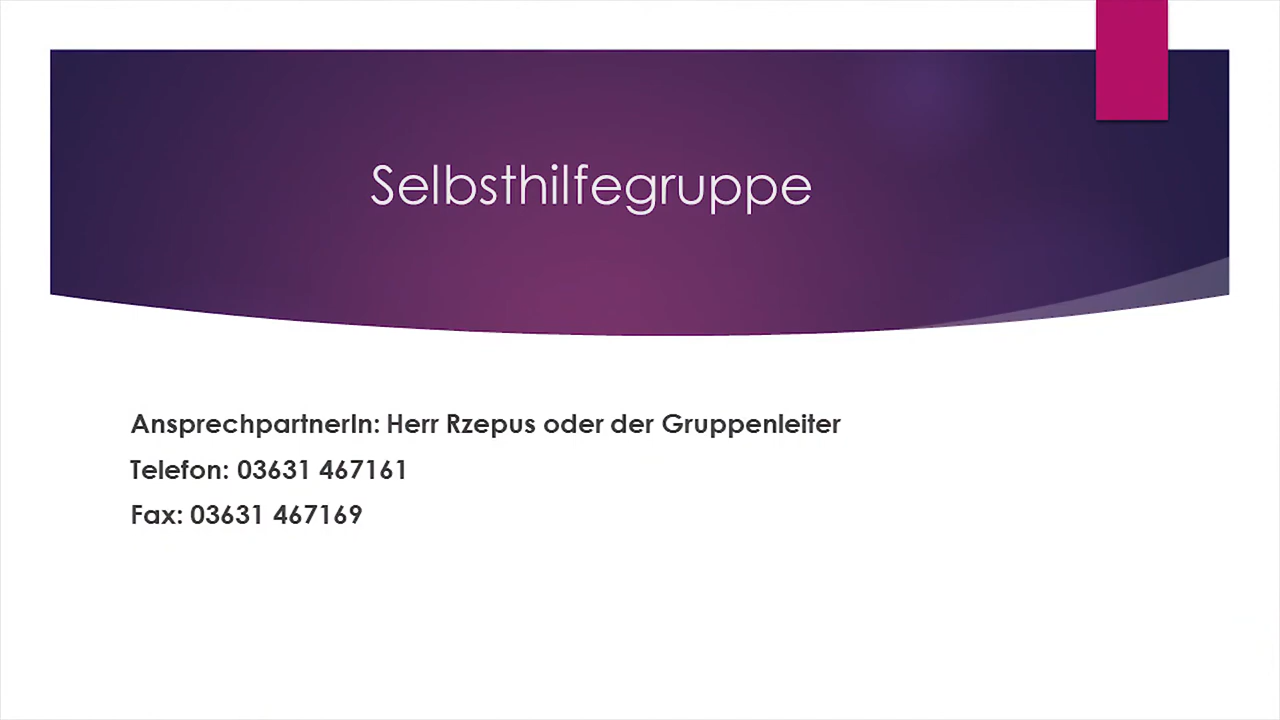 Selbsthilfegruppe
AnsprechpartnerIn: Herr Rzepus oder der Gruppenleiter
Telefon: 03631 467161
Fax: 03631 467169